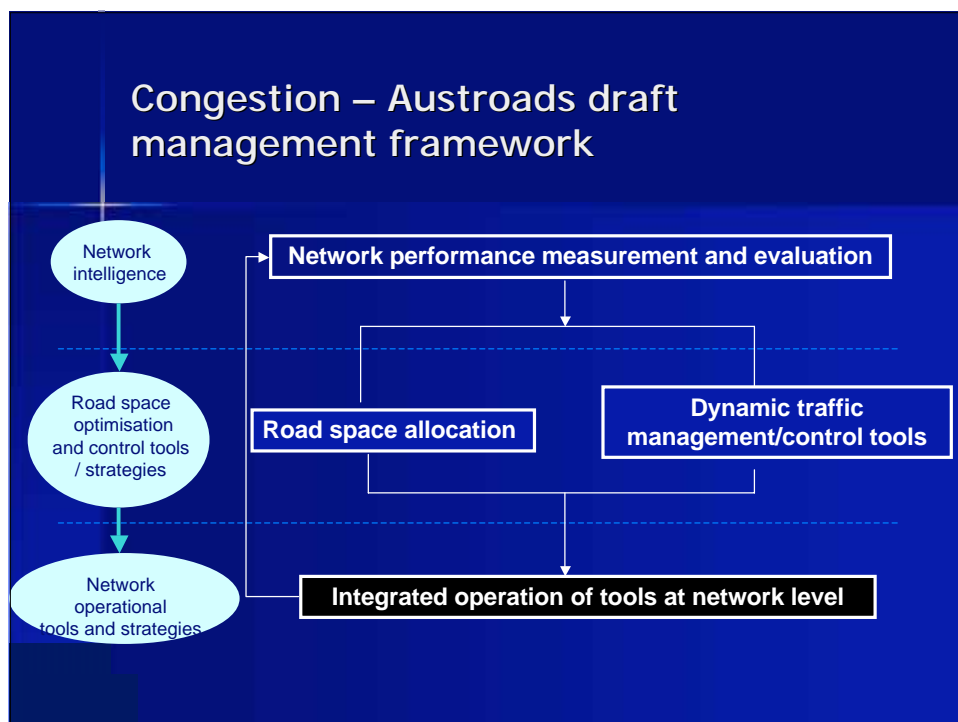 Congestion – Austroads draft
management framework
Network
intelligence
Network performance measurement and evaluation
Road space
optimisation
and control tools
/ strategies
Road space allocation
Dynamic traffic
management/control tools
Network
operational
tools and strategies
Integrated operation of tools at network level